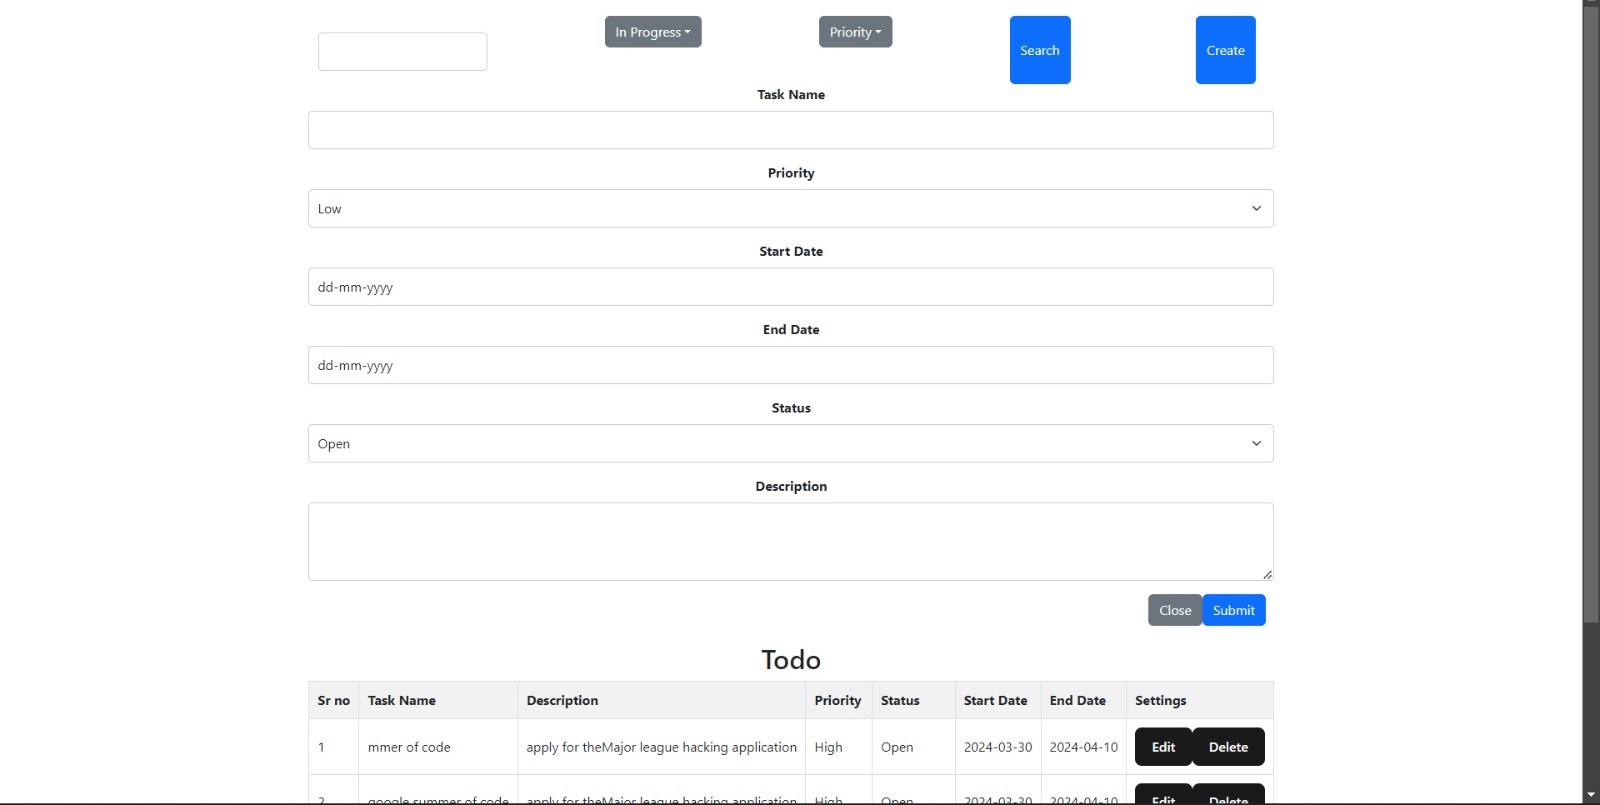 In Progress Priority Search Create
Task Name
Priority
Low
Start Date
dd-mm-yyyy
End Date
dd-mm-yyyy
Status
Open
Description
Close Submit
Todo
Sr no Task Name Description Priority Status Start Date End Date Settings
1 mmer of code apply for theMajor league hacking application High Open 2024-03-30 2024-04-10 Edit Delete
2 google summer of code apply for theMajor league hacking application High Open 2024-03-30 2024-04-10 Edit Delete